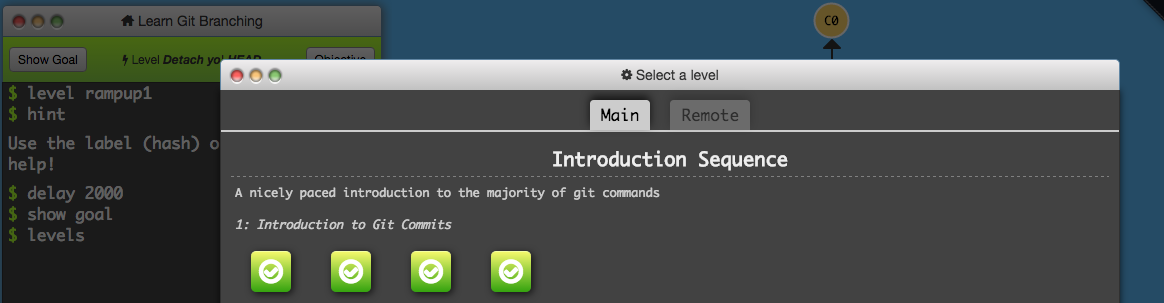 Learn Git Branching
Show Goal
Level Detach yo
Objective
$ level rampup1
$ hint
Use the label (hash) o
help!
$ delay 2000
$ show goal
$ levels
C0
Select a level
Main
Remote
Introduction Sequence
A nicely paced introduction to the majority of git commands
1: Introduction to Git Commits